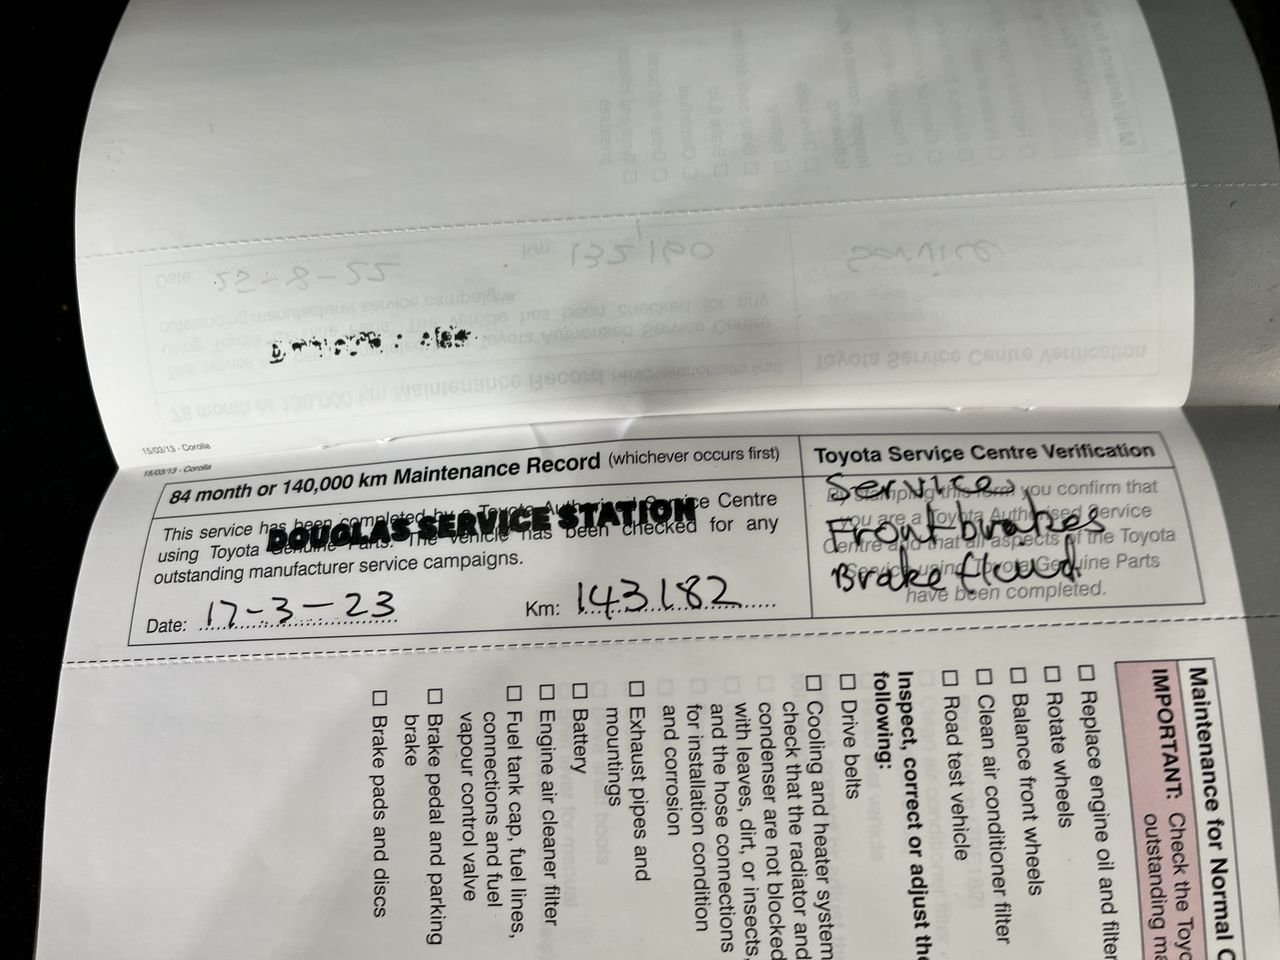 15/03/13 - Corolla
15/03/13 - Corolla
84 month or 140,000 km Maintenance Record (whichever occurs first)
This service has been completed by a Toyota Authorised Service Centre
using Toyota Genuine Parts. The vehicle has been checked for any
outstanding manufacturer service campaigns.
DOUGLAS SERVICE STATION
Date: 17-3-23
Km: 143182
Toyota Service Centre Verification
By stamping this form you confirm that
you are a Toyota Authorised Service
Centre and that all aspects of the Toyota
Service using Toyota Genuine Parts
have been completed.
Service
Front brakes
Brake fluid
Maintenance for Normal
IMPORTANT: Check the
outstanding
☐ Replace engine oil and filter
☐ Rotate wheels
☐ Balance front wheels
☐ Clean air conditioner filter
☐ Road test vehicle
Inspect, correct or adjust the
following:
☐ Drive belts
☐ Cooling and heater system
check that the radiator and
condenser are not blocked
with leaves, dirt, or insects,
and the hose connections
for installation condition
and corrosion
☐ Exhaust pipes and
mountings
☐ Battery
☐ Engine air cleaner filter
☐ Fuel tank cap, fuel lines,
connections and fuel
vapour control valve
☐ Brake pedal and parking
brake
☐ Brake pads and discs